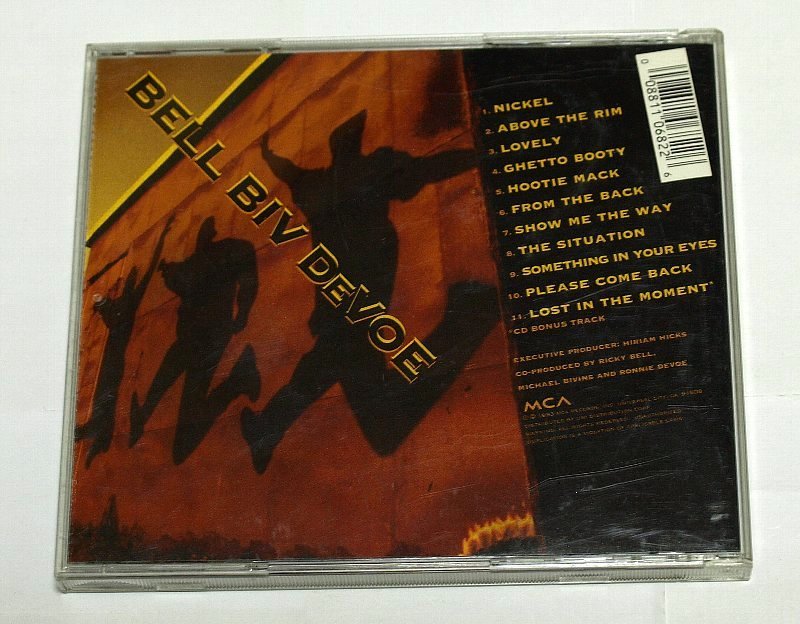 BELL BIV DEVOE
1. NICKEL
2. ABOVE THE RIM
3. LOVELY
4. GHETTO BOOTY
5. HOOTIE MACK
6. FROM THE BACK
7. SHOW ME THE WAY
8. THE SITUATION
9. SOMETHING IN YOUR EYES
10. PLEASE COME BACK
11. LOST IN THE MOMENT*
*CD BONUS TRACK
EXECUTIVE PRODUCER: HIRIAM HICKS
CO-PRODUCED BY RICKY BELL,
MICHAEL BIVINS AND RONNIE DEVOE
MCA
0 08811 06822 6